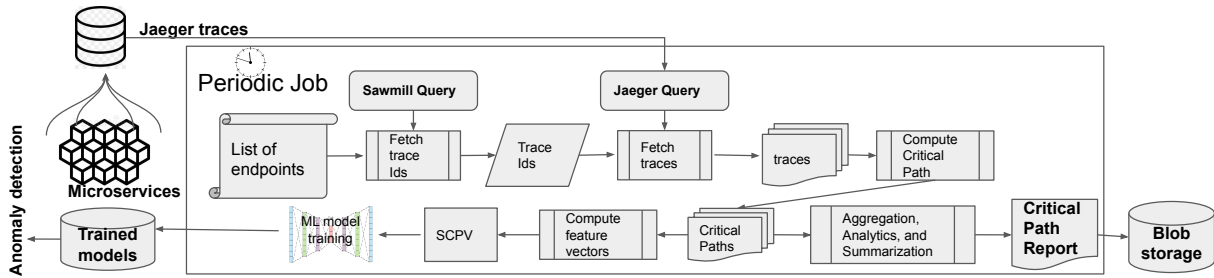 Jaeger traces
Periodic Job
Sawmill Query
Jaeger Query
List of
endpoints
Fetch
trace
Ids
Trace
Ids
Fetch
traces
traces
Compute
Critical
Path
Microservices
Anomaly detection
Trained
models
ML model
training
SCPV
Compute
feature
vectors
Critical
Paths
Aggregation,
Analytics, and
Summarization
Critical
Path
Report
Blob
storage